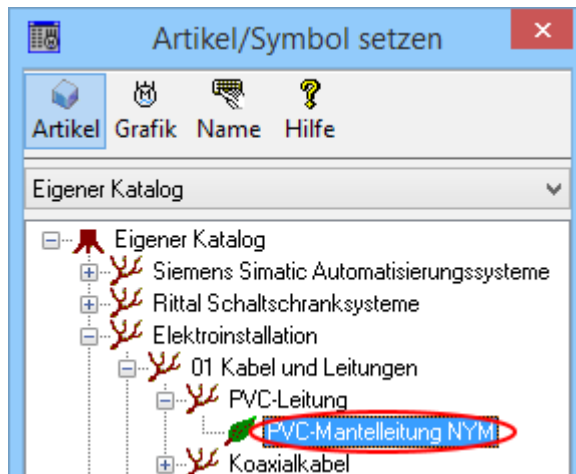 Artikel/Symbol setzen
Artikel Grafik Name Hilfe
Eigener Katalog
Eigener Katalog
Siemens Simatic Automatisierungssysteme
Rittal Schaltschranksysteme
Elektroinstallation
01 Kabel und Leitungen
PVC-Leitung
PVC-Mantelleitung NYM
Koaxialkabel